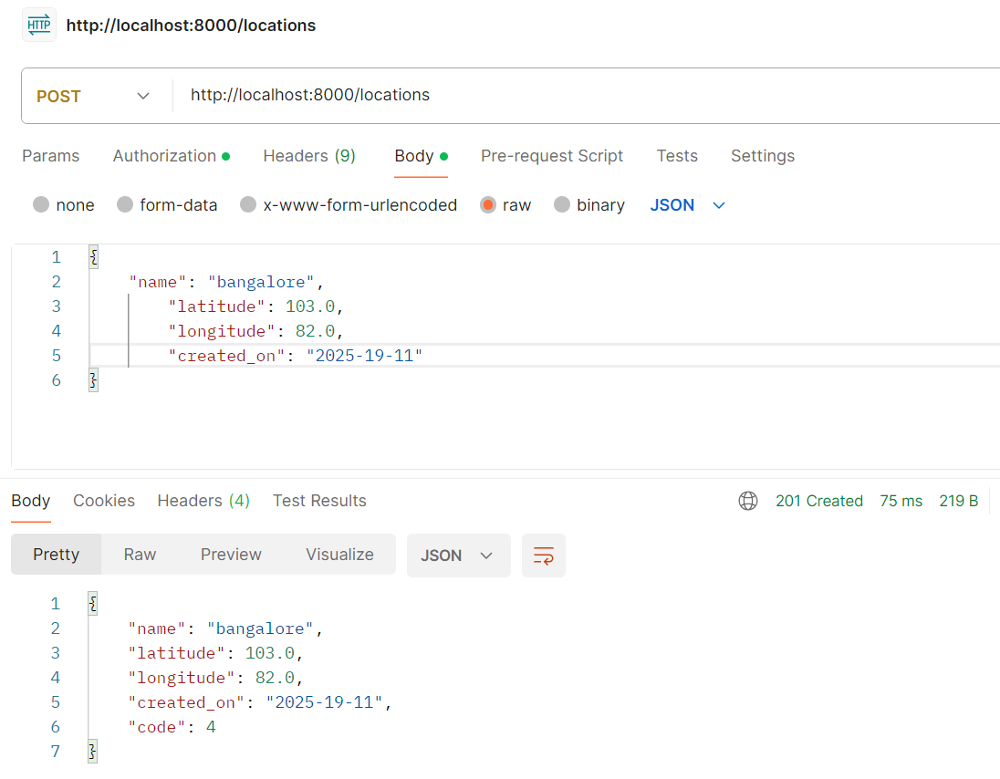 HTTP http://localhost:8000/locations
POST http://localhost:8000/locations
Params Authorization Headers (9) Body Pre-request Script Tests Settings
none form-data x-www-form-urlencoded raw binary JSON
1 {
2 "name": "bangalore",
3 "latitude": 103.0,
4 "longitude": 82.0,
5 "created_on": "2025-19-11"
6 }
Body Cookies Headers (4) Test Results 201 Created 75 ms 219 B
Pretty Raw Preview Visualize JSON
1 {
2 "name": "bangalore",
3 "latitude": 103.0,
4 "longitude": 82.0,
5 "created_on": "2025-19-11",
6 "code": 4
7 }